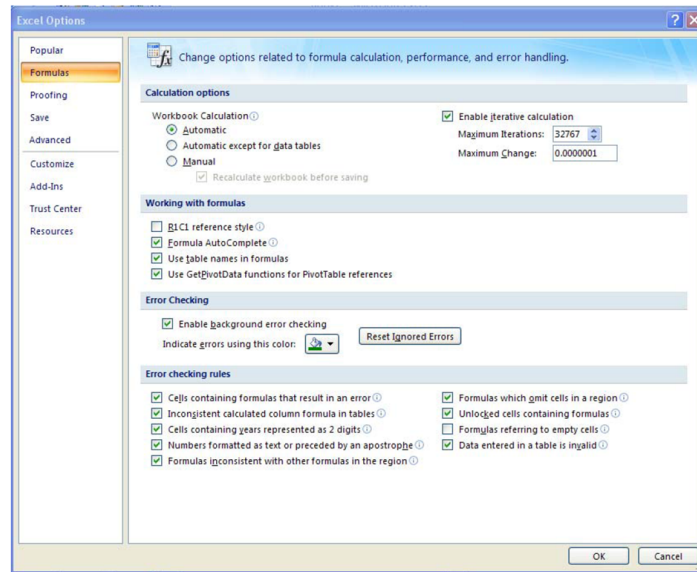 Excel Options
Popular
Formulas
Proofing
Save
Advanced
Customize
Add-Ins
Trust Center
Resources
Change options related to formula calculation, performance, and error handling.
Calculation options
Workbook Calculation
Automatic
Automatic except for data tables
Manual
Recalculate workbook before saving
Enable iterative calculation
Maximum Iterations: 32767
Maximum Change: 0.0000001
Working with formulas
R1C1 reference style
Formula AutoComplete
Use table names in formulas
Use GetPivotData functions for PivotTable references
Error Checking
Enable background error checking
Indicate errors using this color:
Reset Ignored Errors
Error checking rules
Cells containing formulas that result in an error
Inconsistent calculated column formula in tables
Cells containing years represented as 2 digits
Numbers formatted as text or preceded by an apostrophe
Formulas inconsistent with other formulas in the region
Formulas which omit cells in a region
Unlocked cells containing formulas
Formulas referring to empty cells
Data entered in a table is invalid
OK
Cancel